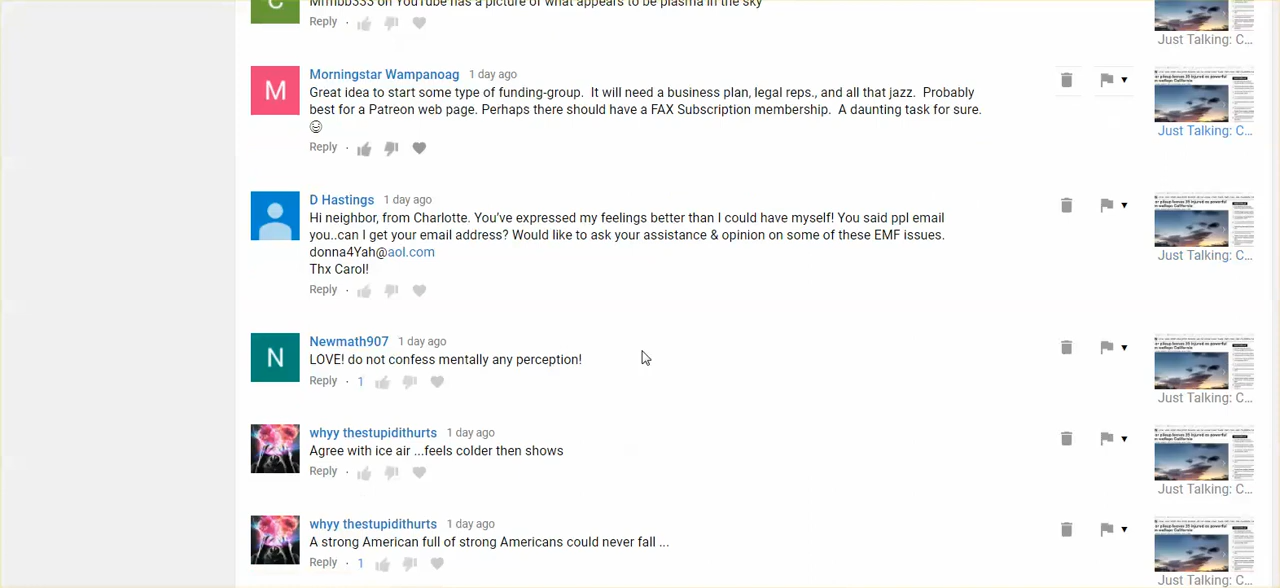 Mfmbb333 on YouTube has a picture of what appears to be plasma in the sky
Reply ·
Just Talking: C...
M
Morningstar Wampanoag 1 day ago
Great idea to start some type of funding-group. It will need a business plan, legal reps., and all that jazz. Probably
best for a Patreon web page. Perhaps there should have a FAX Subscription membership. A daunting task for sure.
Reply ·
Just Talking: C...
D Hastings 1 day ago
Hi neighbor, from Charlotte. You've expressed my feelings better than I could have myself! You said ppl email
you..can I get your email address? Would like to ask your assistance & opinion on some of these EMF issues.
donna4Yah@aol.com
Thx Carol!
Reply ·
Just Talking: C...
N
Newmath907 1 day ago
LOVE! do not confess mentally any perdition!
Reply · 1
Just Talking: C...
whyy thestupidithurts 1 day ago
Agree with ice air ...feels colder then shows
Reply ·
Just Talking: C...
whyy thestupidithurts 1 day ago
A strong American full of strong Americans could never fall ...
Reply · 1
Just Talking: C...